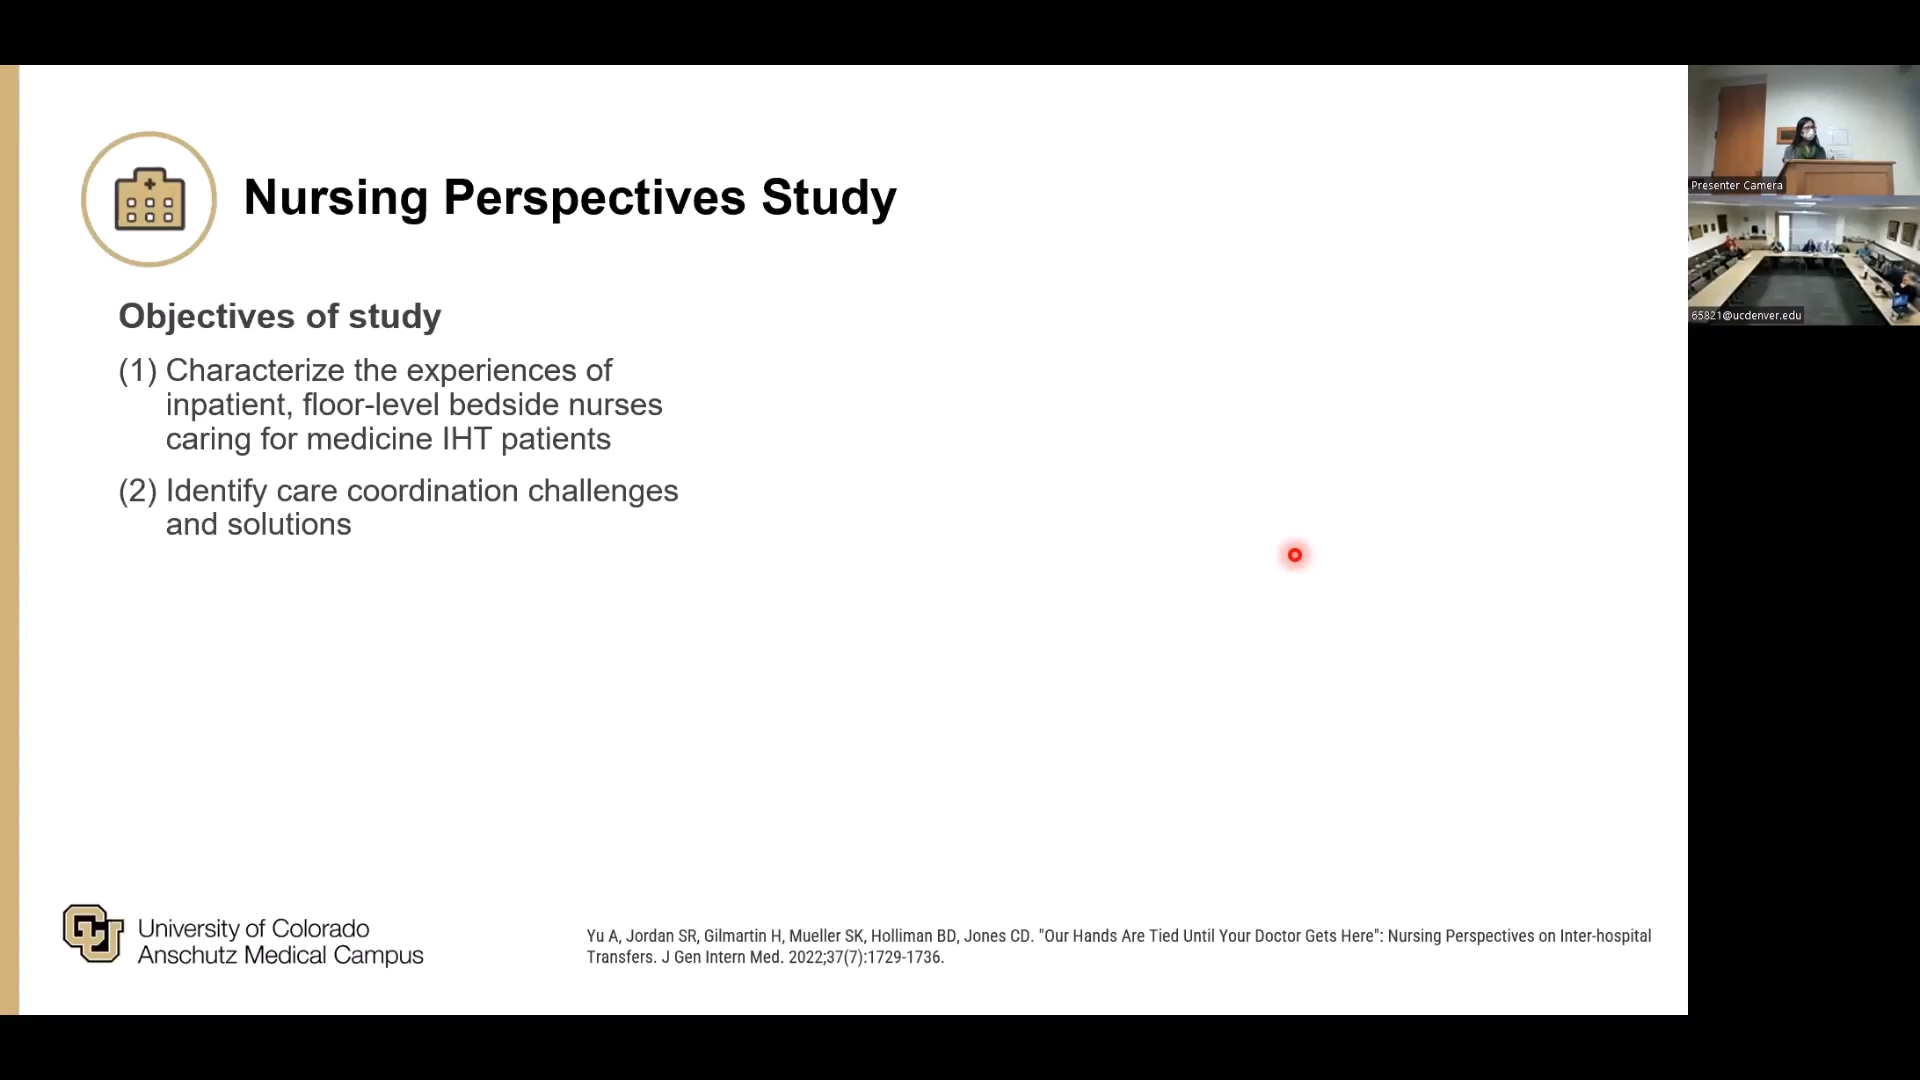 Nursing Perspectives Study
Objectives of study
(1) Characterize the experiences of
inpatient, floor-level bedside nurses
caring for medicine IHT patients
(2) Identify care coordination challenges
and solutions
University of Colorado
Anschutz Medical Campus
Yu A, Jordan SR, Gilmartin H, Mueller SK, Holliman BD, Jones CD. "Our Hands Are Tied Until Your Doctor Gets Here": Nursing Perspectives on Inter-hospital
Transfers. J Gen Intern Med. 2022;37(7):1729-1736.
Presenter Camera
65821@ucdenver.edu